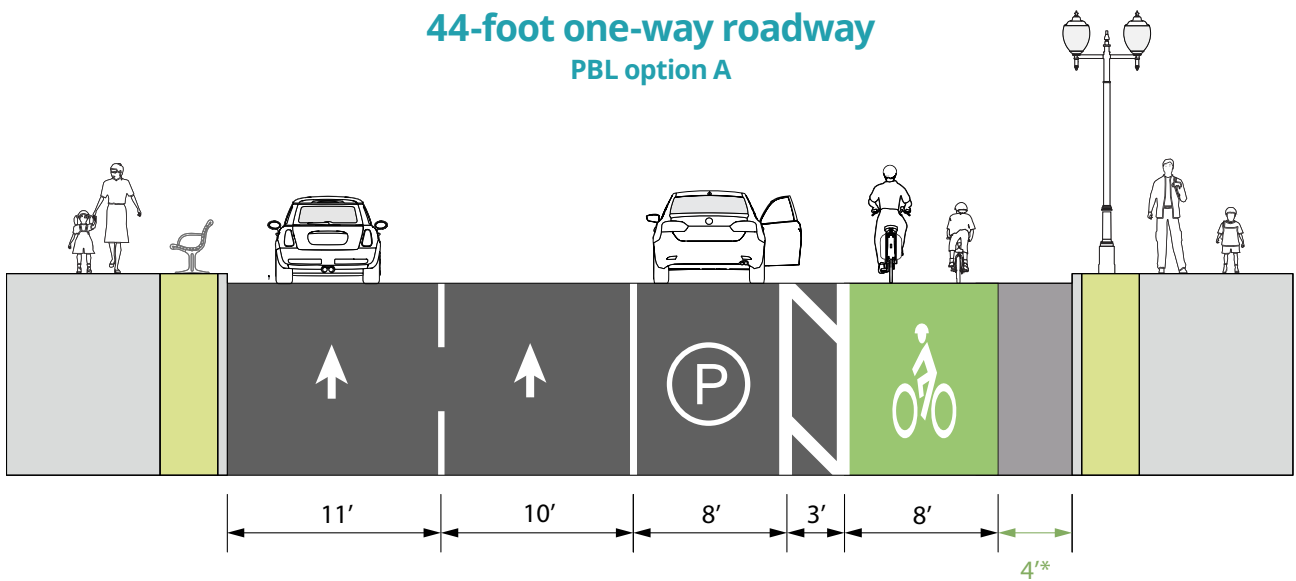 44-foot one-way roadway
PBL option A
P
11’ 10’ 8’ 3’ 8’
4’*